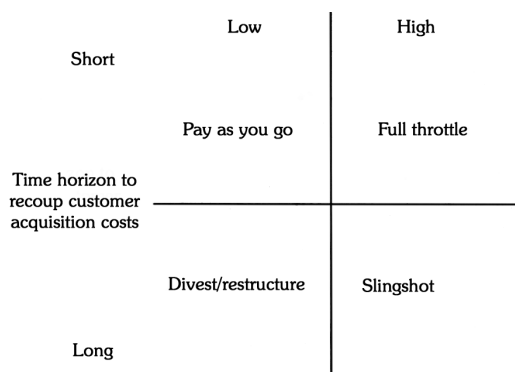 Low
High
Short
Pay as you go
Full throttle
Time horizon to
recoup customer
acquisition costs
Divest/restructure
Slingshot
Long